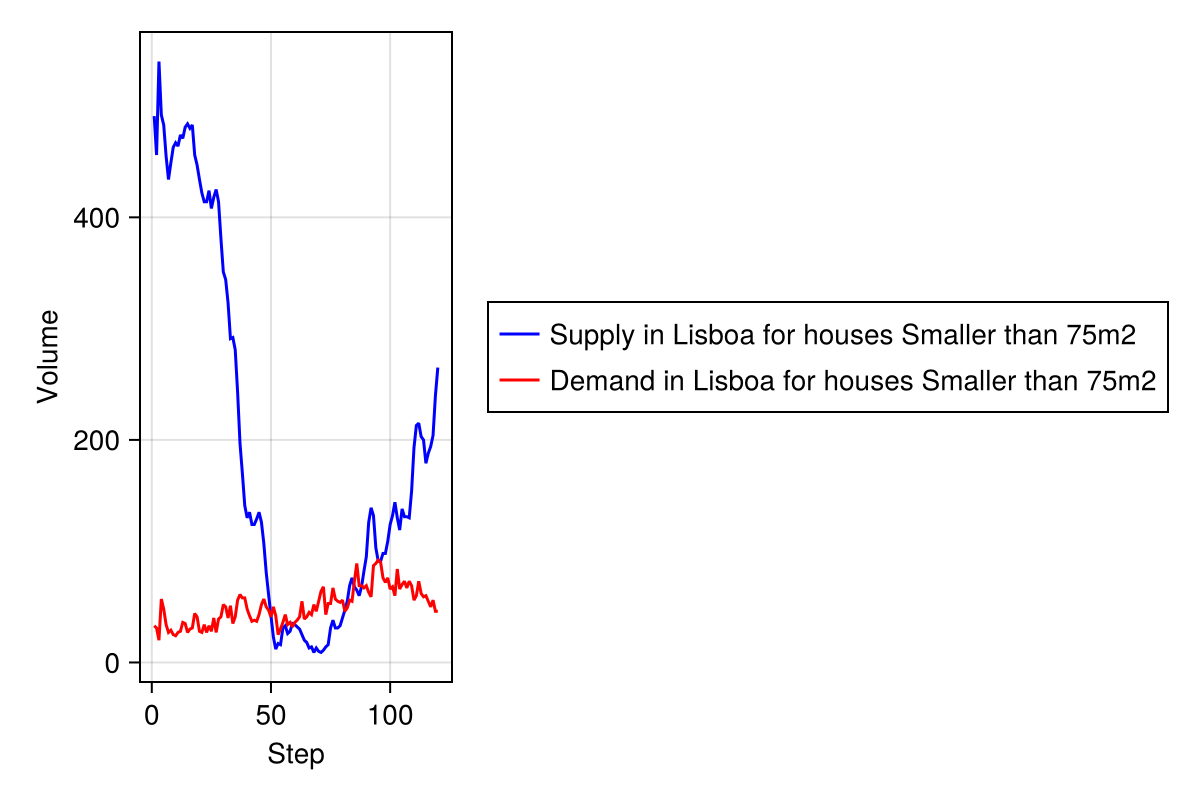 Volume
400
200
0
0 50 100
Step
Supply in Lisboa for houses Smaller than 75m2
Demand in Lisboa for houses Smaller than 75m2